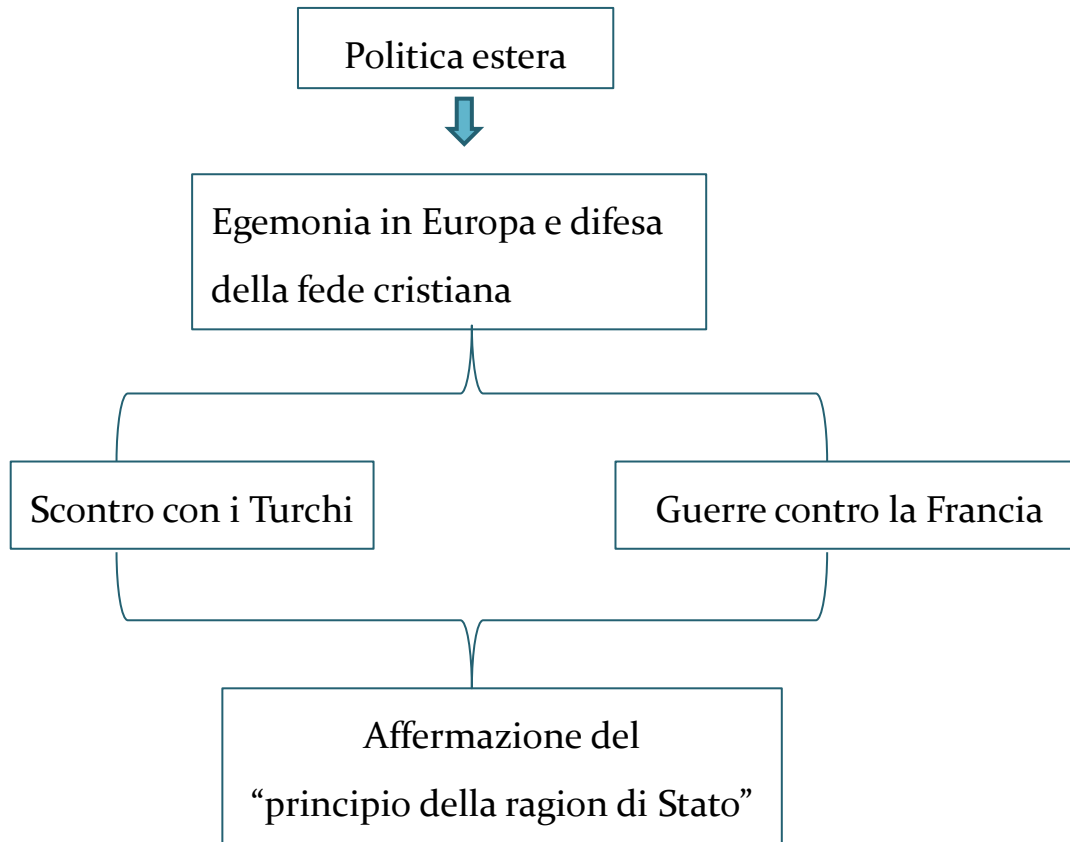 Politica estera
Egemonia in Europa e difesa
della fede cristiana
Scontro con i Turchi
Guerre contro la Francia
Affermazione del
“principio della ragion di Stato”